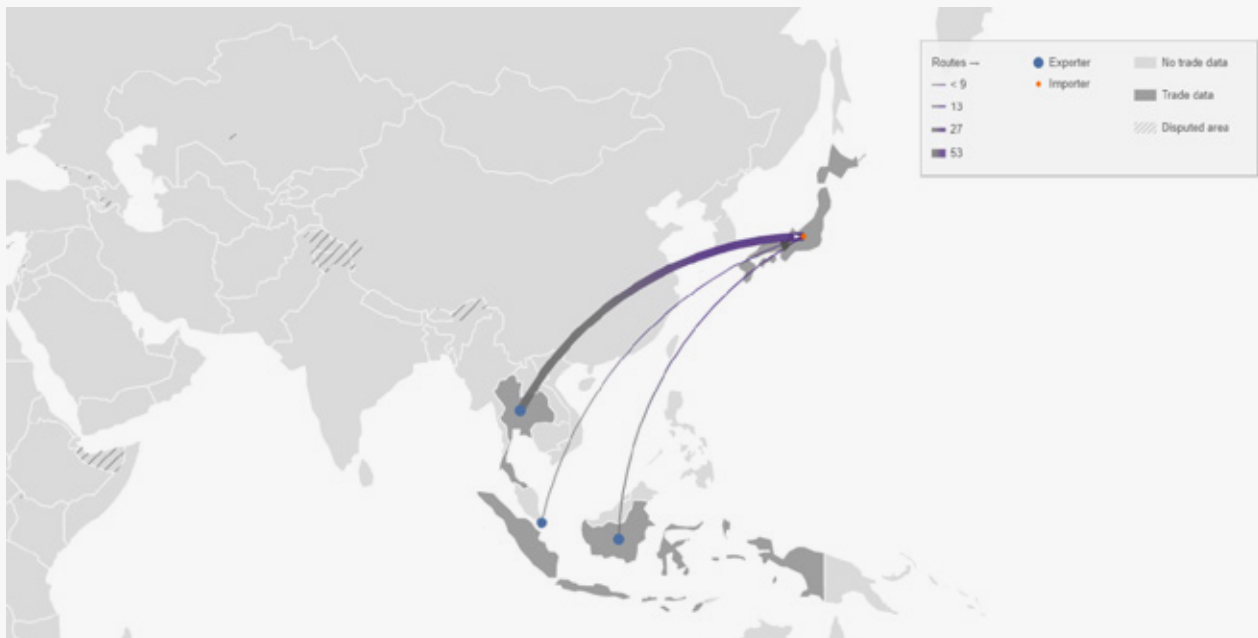 Routes →
< 9
13
27
53
Exporter
Importer
No trade data
Trade data
Disputed area